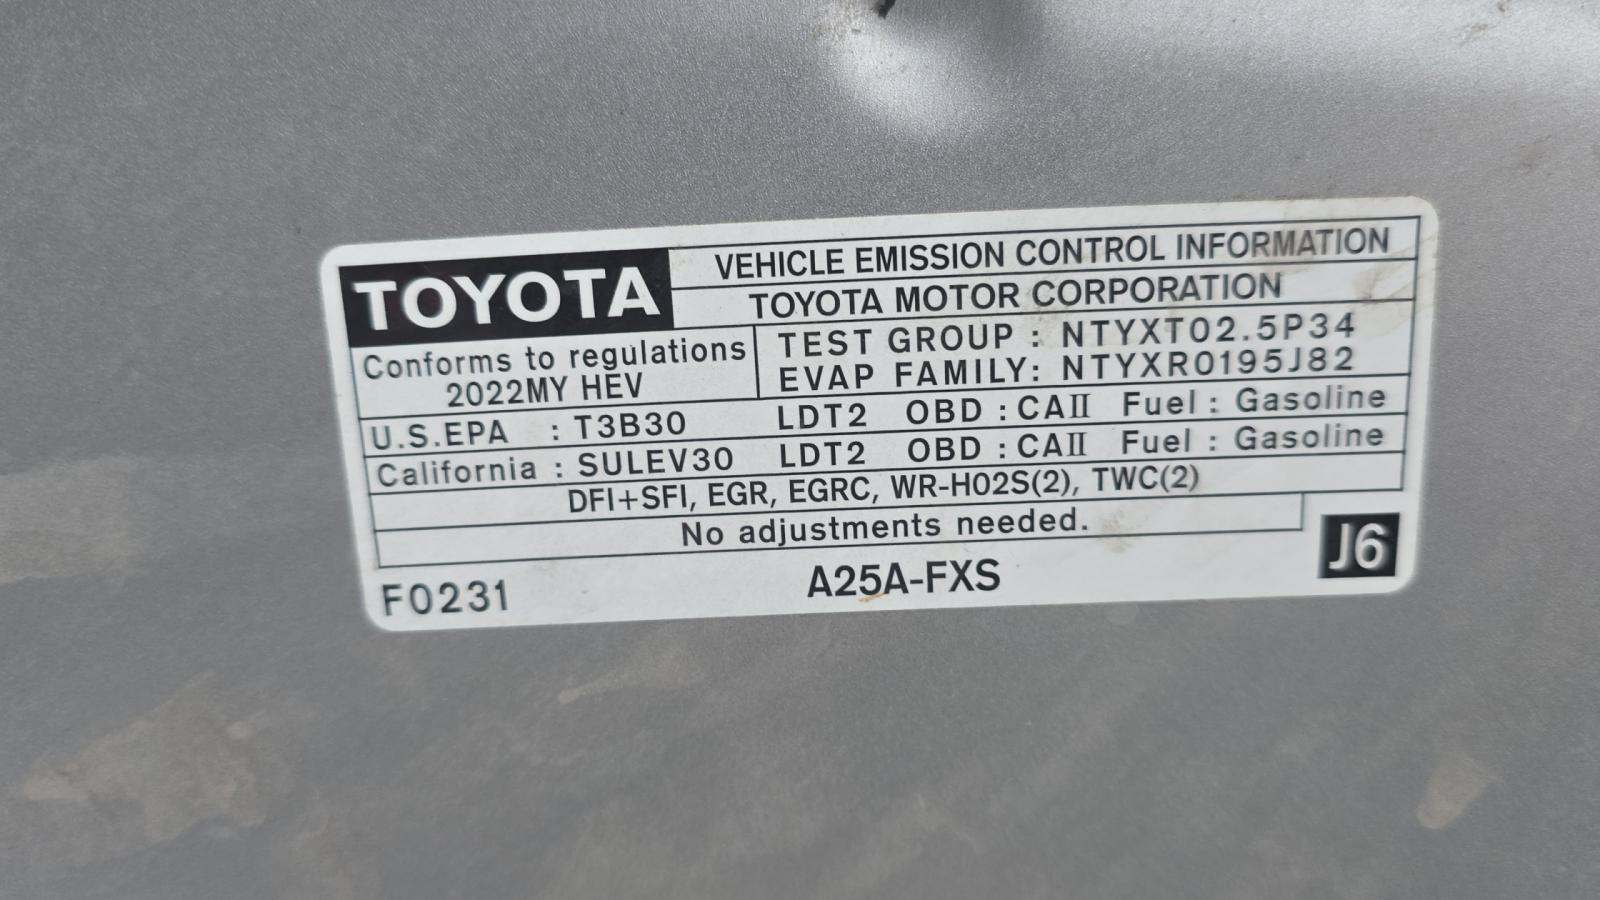 TOYOTA
VEHICLE EMISSION CONTROL INFORMATION
TOYOTA MOTOR CORPORATION
Conforms to regulations
2022MY HEV
TEST GROUP : NTYXT02.5P34
EVAP FAMILY: NTYXR0195J82
U.S.EPA : T3B30 LDT2 OBD : CAII Fuel : Gasoline
California : SULEV30 LDT2 OBD : CAII Fuel : Gasoline
DFI+SFI, EGR, EGRC, WR-HO2S(2), TWC(2)
No adjustments needed.
F0231 A25A-FXS J6